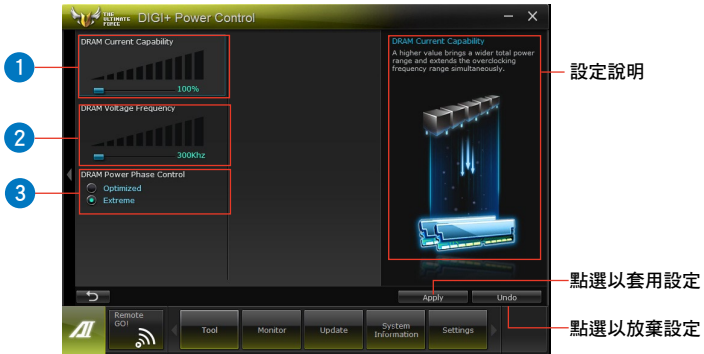 THE
ULTIMATE
FORCE
DIGI+ Power Control
DRAM Current Capability
100%
DRAM Voltage Frequency
300Khz
DRAM Power Phase Control
Optimized
Extreme
1
2
3
DRAM Current Capability
A higher value brings a wider total power
range and extends the overclocking
frequency range simultaneously.
設定說明
Apply
Undo
點選以套用設定
點選以放棄設定
Remote
GO!
Tool
Monitor
Update
System
Information
Settings